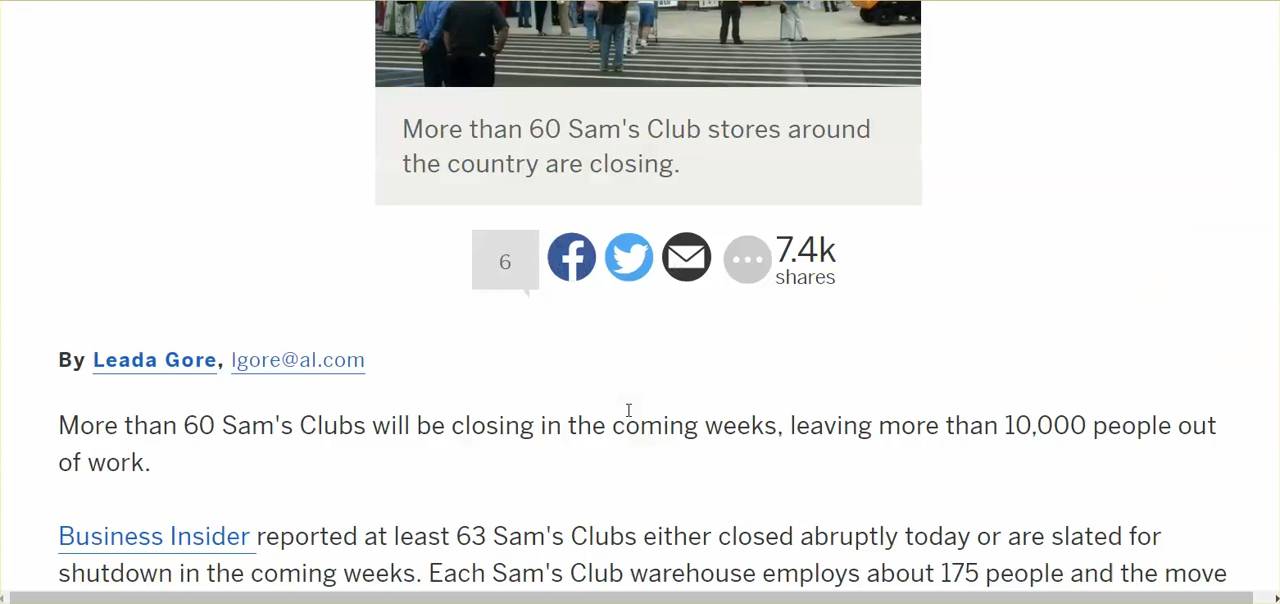 More than 60 Sam's Club stores around
the country are closing.
6
7.4k
shares
By Leada Gore, lgore@al.com
More than 60 Sam's Clubs will be closing in the coming weeks, leaving more than 10,000 people out
of work.
Business Insider reported at least 63 Sam's Clubs either closed abruptly today or are slated for
shutdown in the coming weeks. Each Sam's Club warehouse employs about 175 people and the move